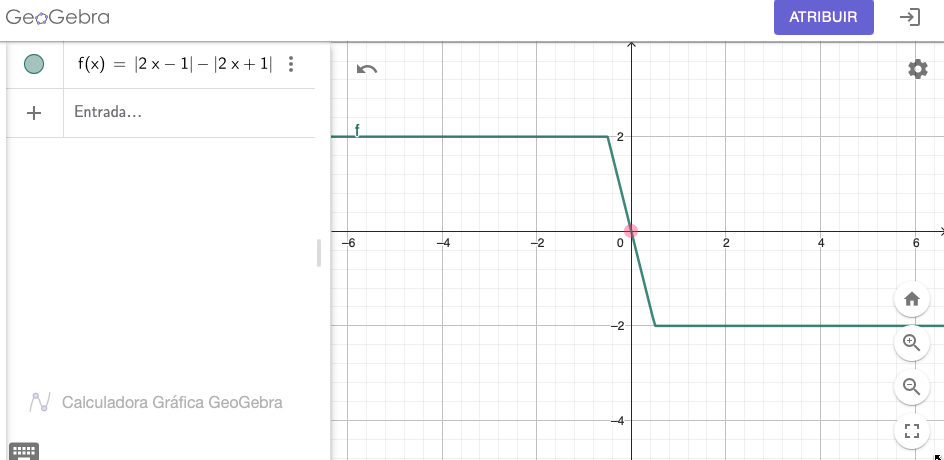 GeoGebra
ATRIBUIR
f(x) = |2 x − 1| − |2 x + 1|
Entrada...
f
2
−6 −4 −2 0 2 4 6
−2
−4
Calculadora Gráfica GeoGebra